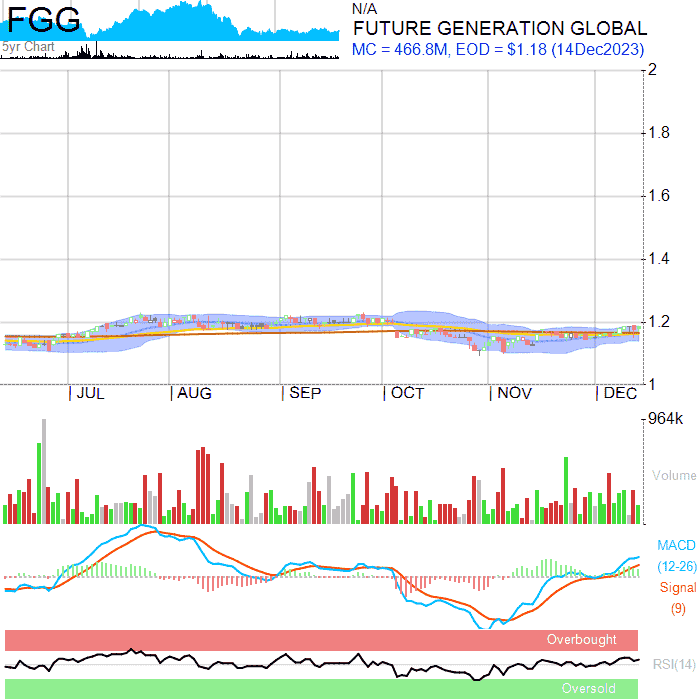 FGG
5yr Chart
N/A
FUTURE GENERATION GLOBAL
MC = 466.8M, EOD = $1.18 (14Dec2023)
2
1.8
1.6
1.4
1.2
1
JUL AUG SEP OCT NOV DEC
964k
Volume
MACD
(12-26)
Signal
(9)
Overbought
RSI(14)
Oversold